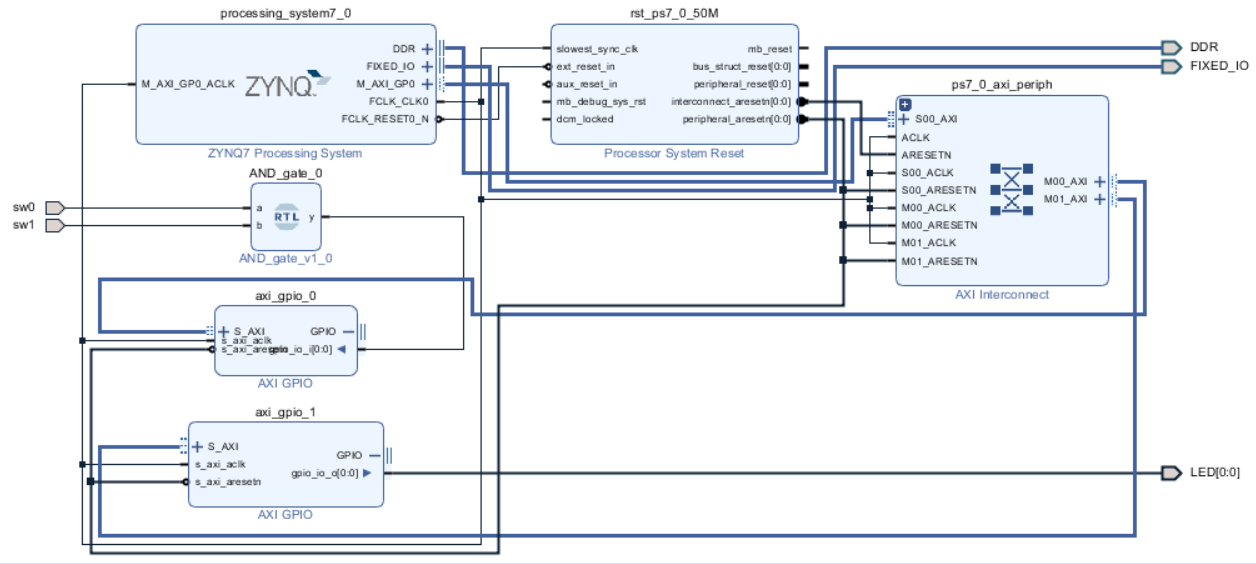 processing_system7_0
DDR
FIXED_IO
M_AXI_GP0
M_AXI_GP0_ACLK
ZYNQ
FCLK_CLK0
FCLK_RESET0_N
ZYNQ7 Processing System
rst_ps7_0_50M
slowest_sync_clk
mb_reset
ext_reset_in
bus_struct_reset[0:0]
aux_reset_in
peripheral_reset[0:0]
mb_debug_sys_rst
interconnect_aresetn[0:0]
dcm_locked
peripheral_aresetn[0:0]
Processor System Reset
DDR
FIXED_IO
ps7_0_axi_periph
S00_AXI
ACLK
ARESETN
S00_ACLK
S00_ARESETN
M00_ACLK
M00_ARESETN
M01_ACLK
M01_ARESETN
M00_AXI
M01_AXI
AXI Interconnect
AND_gate_0
sw0
sw1
a
b
RTL
y
AND_gate_v1_0
axi_gpio_0
S_AXI
GPIO
s_axi_aclk
gpio_io_i[0:0]
AXI GPIO
axi_gpio_1
S_AXI
GPIO
s_axi_aclk
gpio_io_o[0:0]
s_axi_aresetn
AXI GPIO
LED[0:0]